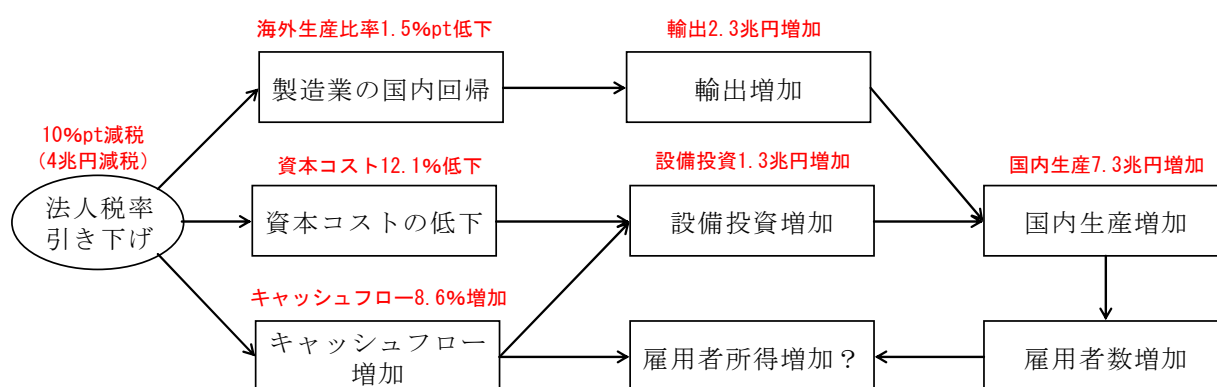 海外生産比率1.5%pt低下
輸出2.3兆円増加
製造業の国内回帰
輸出増加
10%pt減税
(4兆円減税)
資本コスト12.1%低下
設備投資1.3兆円増加
国内生産7.3兆円増加
法人税率
引き下げ
資本コストの低下
設備投資増加
国内生産増加
キャッシュフロー8.6%増加
キャッシュフロー
増加
雇用者所得増加?
雇用者数増加